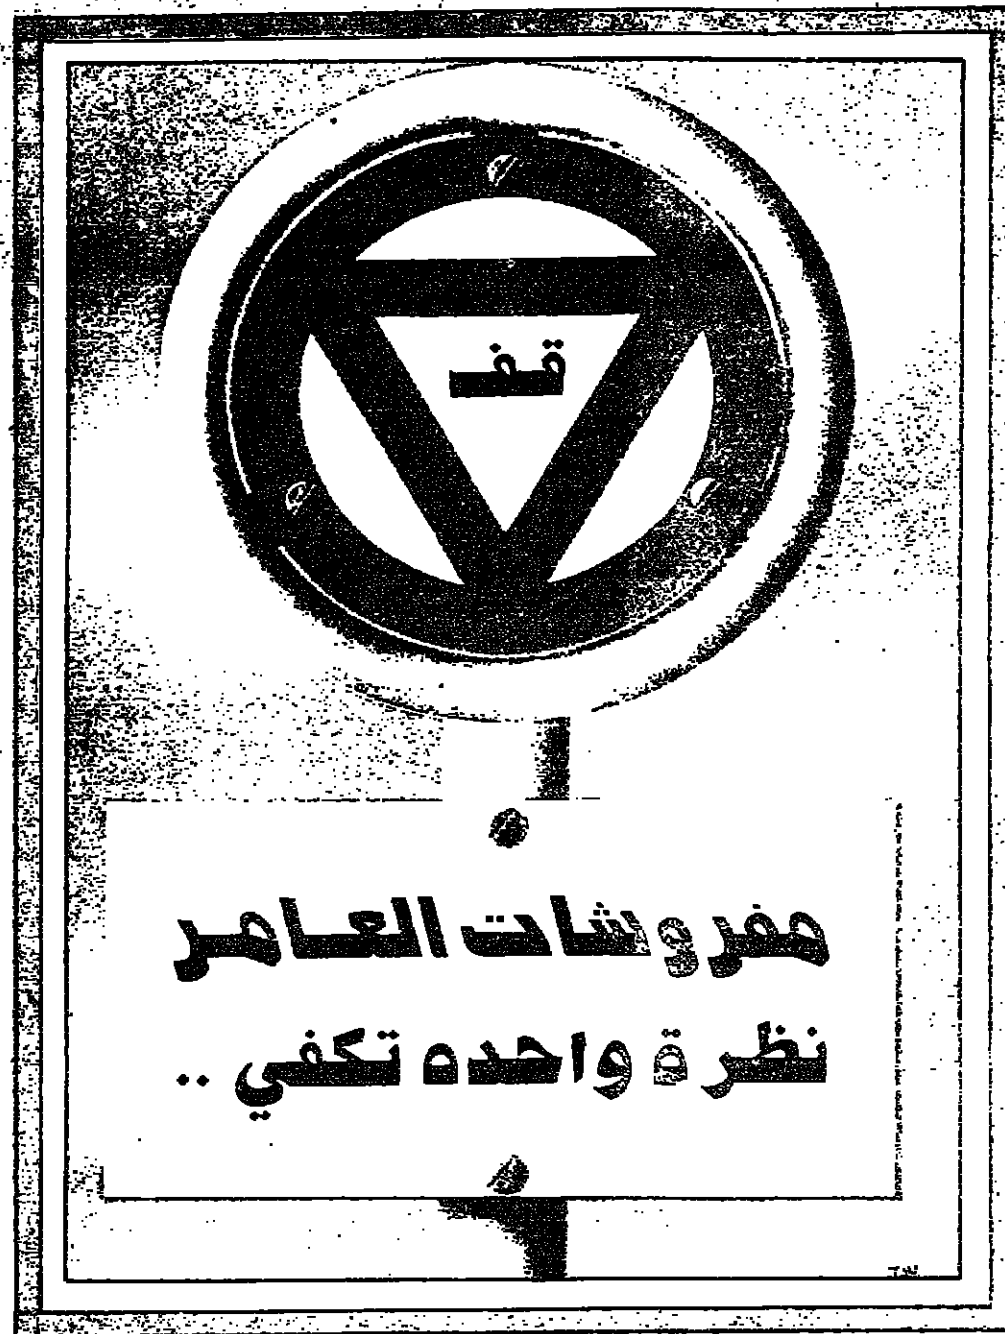 قف
مفروشات العامر
نظرة واحده تكفي ..